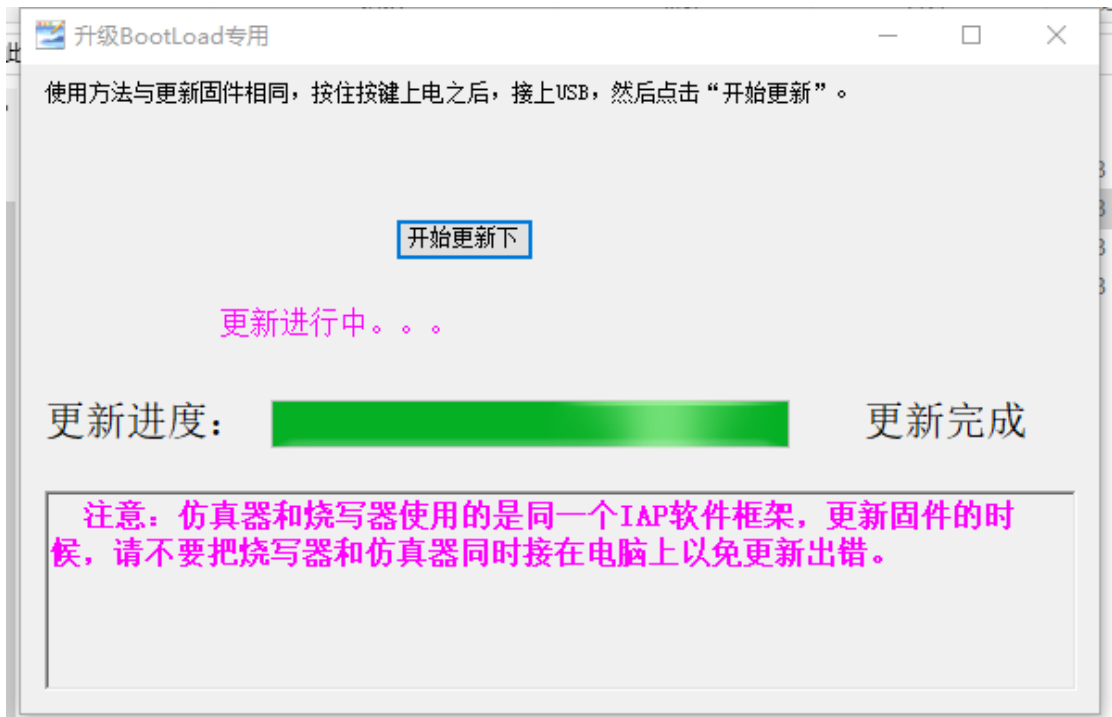 升级BootLoad专用
此
使用方法与更新固件相同，按住按键上电之后，接上USB，然后点击“开始更新”。
开始更新下
更新进行中。。。
更新进度：
更新完成
注意：仿真器和烧写器使用的是同一个IAP软件框架，更新固件的时
候，请不要把烧写器和仿真器同时接在电脑上以免更新出错。